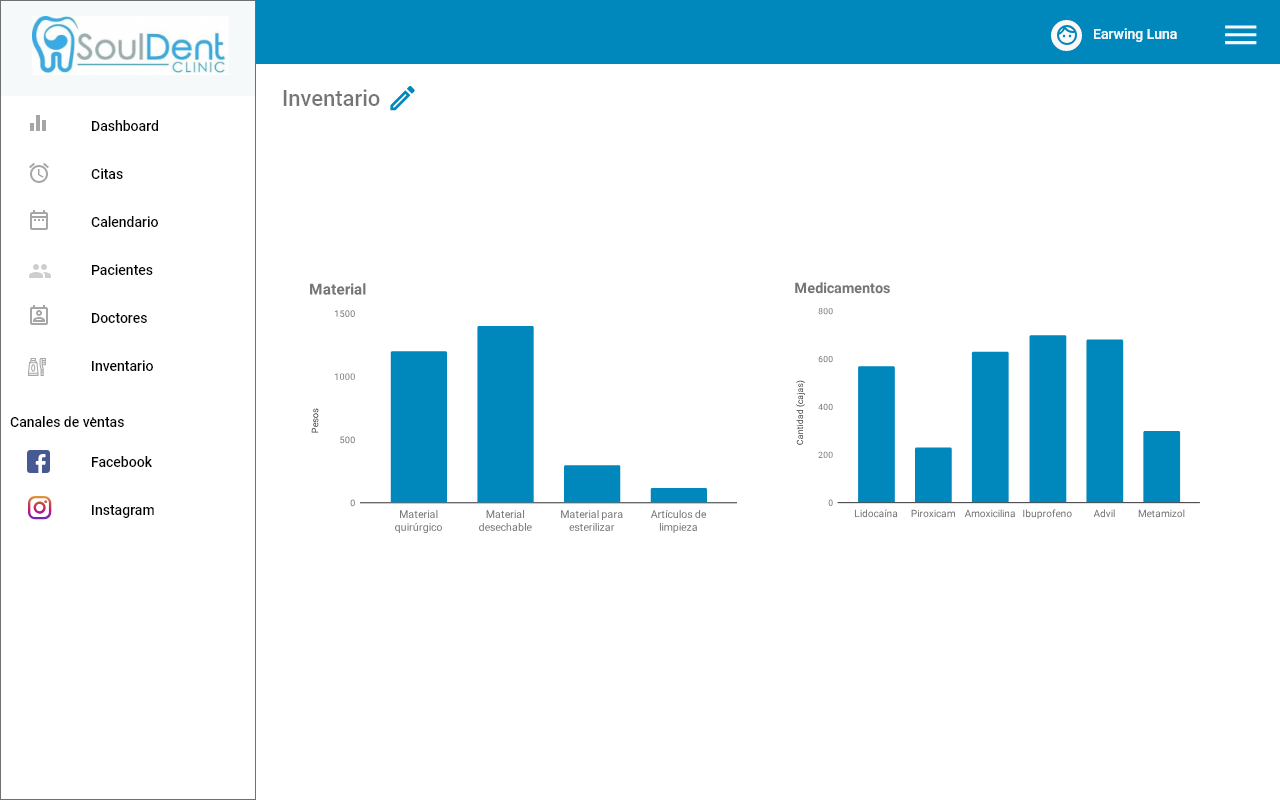 SoulDent
CLINIC
Earwing Luna
Dashboard
Citas
Calendario
Pacientes
Doctores
Inventario
Canales de ventas
Facebook
Instagram
Inventario
Material
1500
1000
500
0
Pesos
Material quirúrgico
Material desechable
Material para esterilizar
Artículos de limpieza
Medicamentos
800
600
400
200
0
Cantidad (cajas)
Lidocaína
Piroxicam
Amoxicilina
Ibuprofeno
Advil
Metamizol